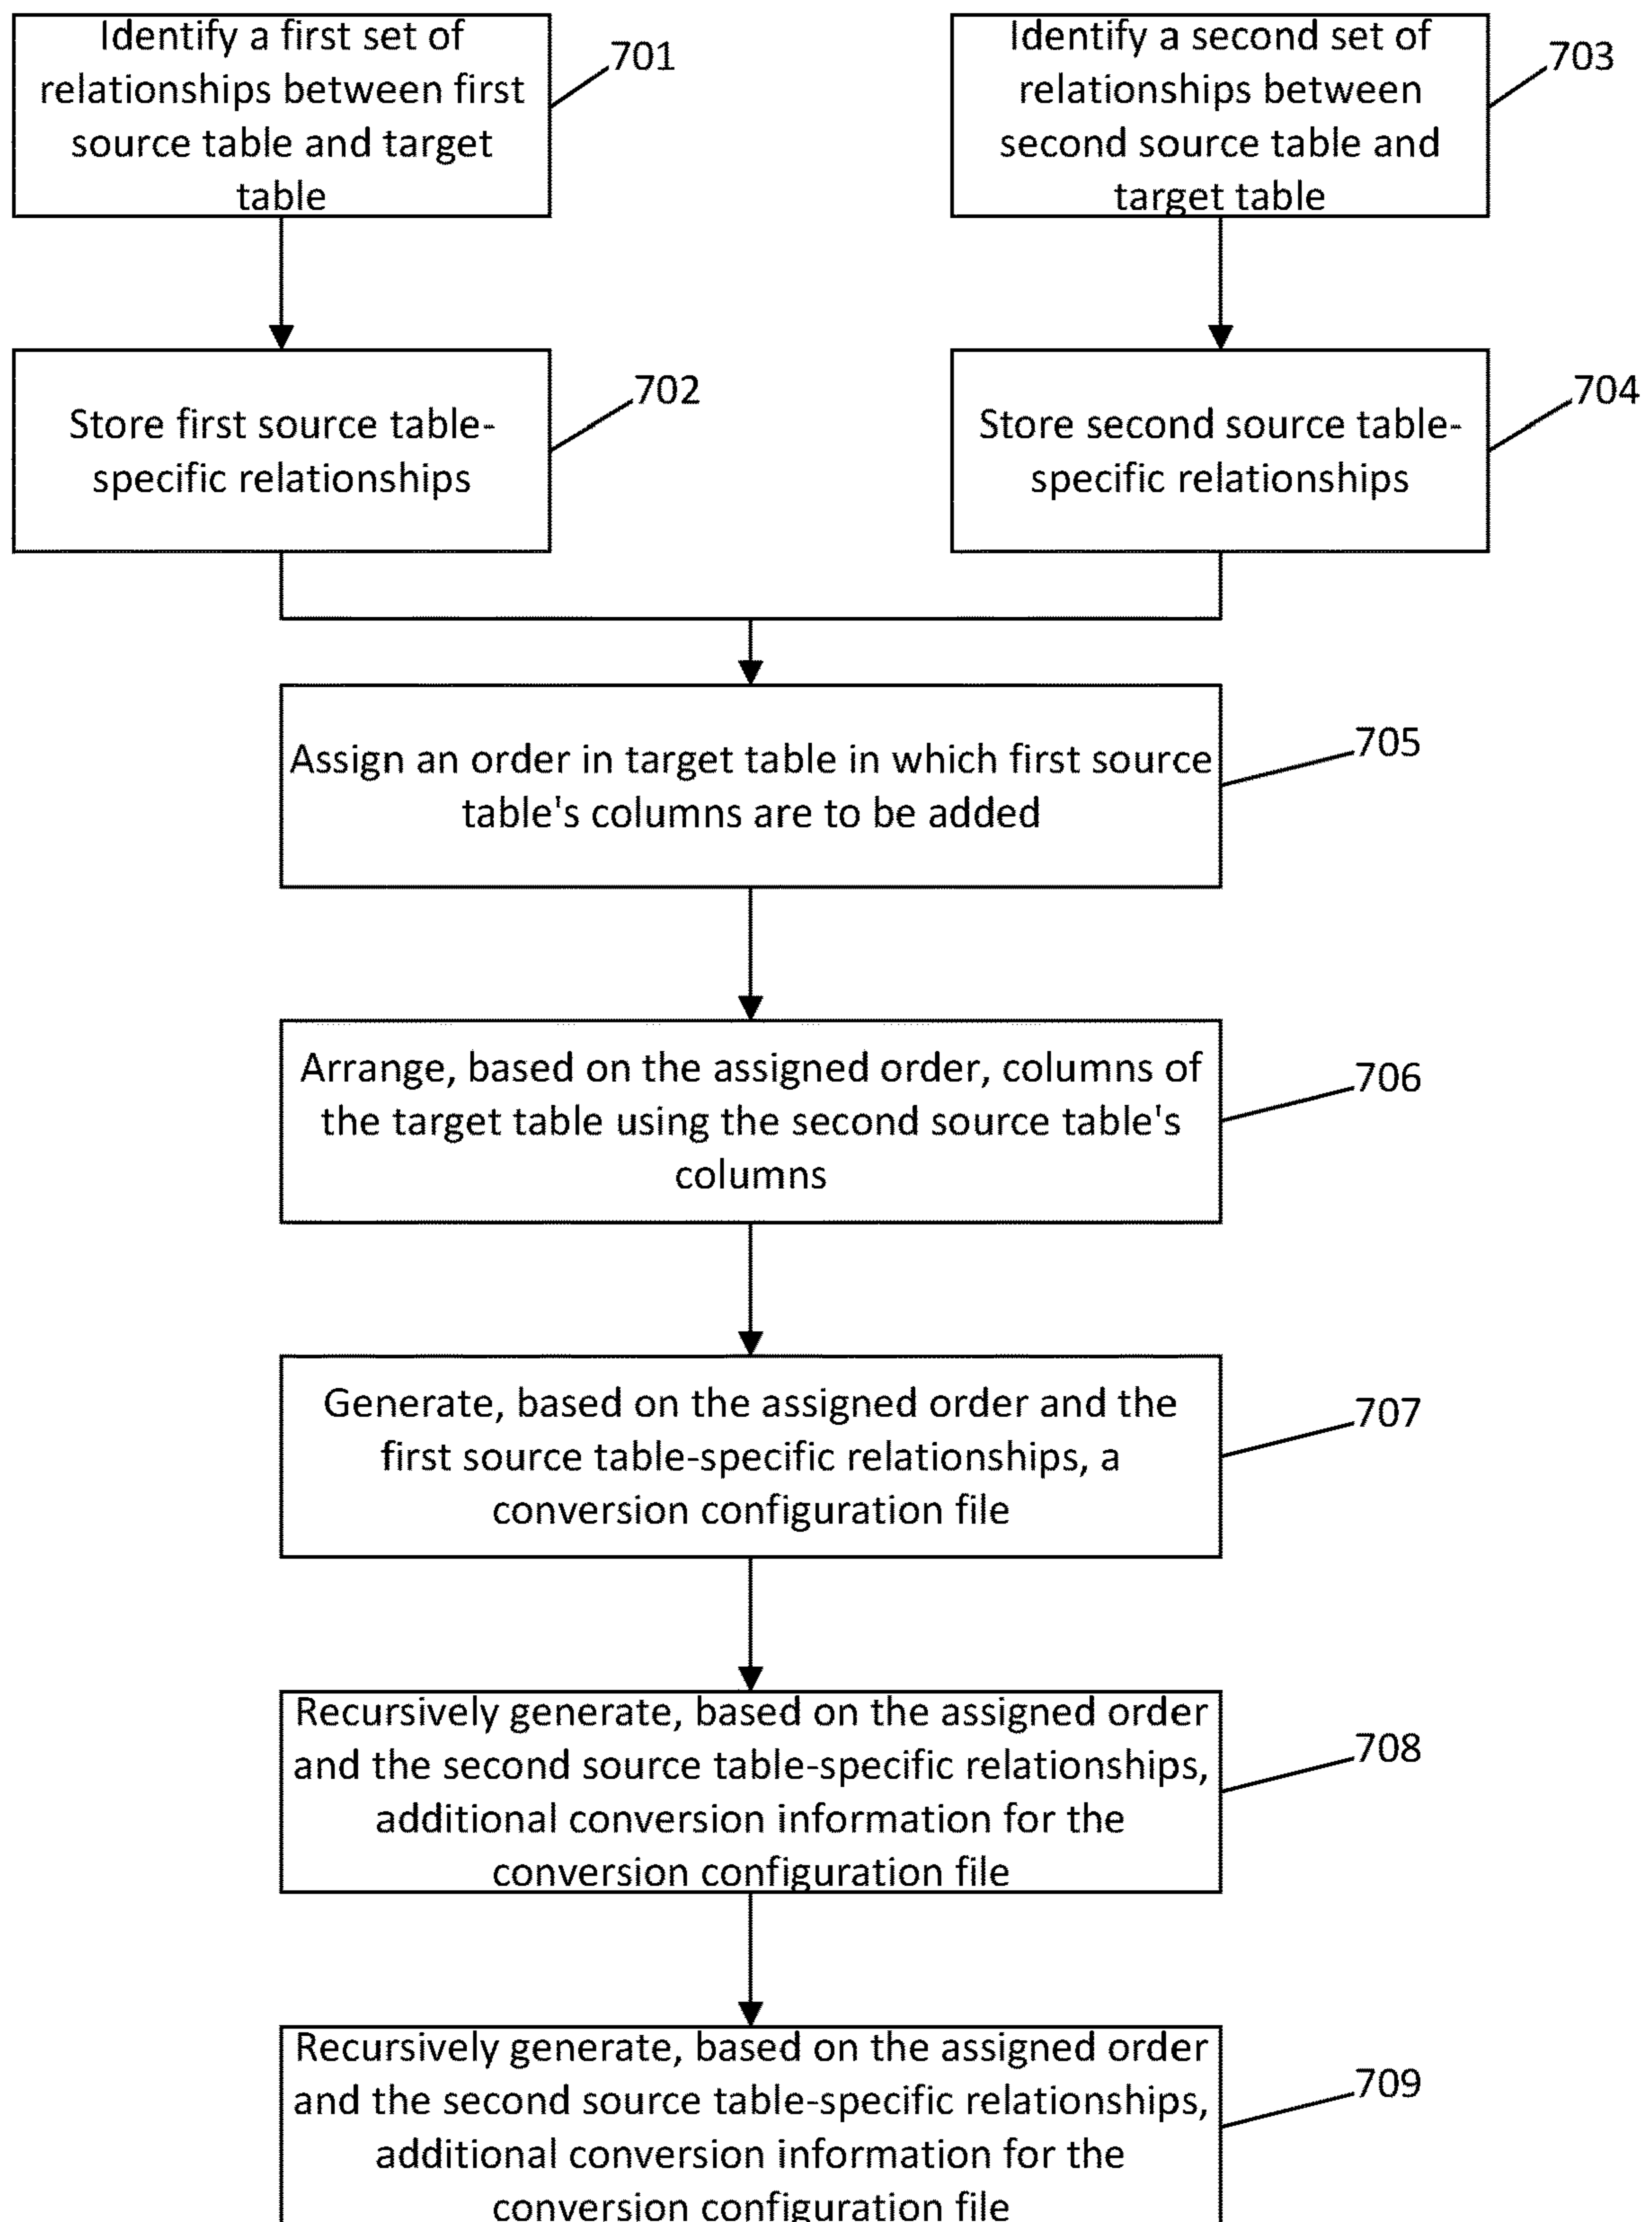 Identify a first set of
relationships between first
source table and target
table
701
Identify a second set of
relationships between
second source table and
target table
703
Store first source table-
specific relationships
702
Store second source table-
specific relationships
704
Assign an order in target table in which first source
table's columns are to be added
705
Arrange, based on the assigned order, columns of
the target table using the second source table's
columns
706
Generate, based on the assigned order and the
first source table-specific relationships, a
conversion configuration file
707
Recursively generate, based on the assigned order
and the second source table-specific relationships,
additional conversion information for the
conversion configuration file
708
Recursively generate, based on the assigned order
and the second source table-specific relationships,
additional conversion information for the
conversion configuration file
709